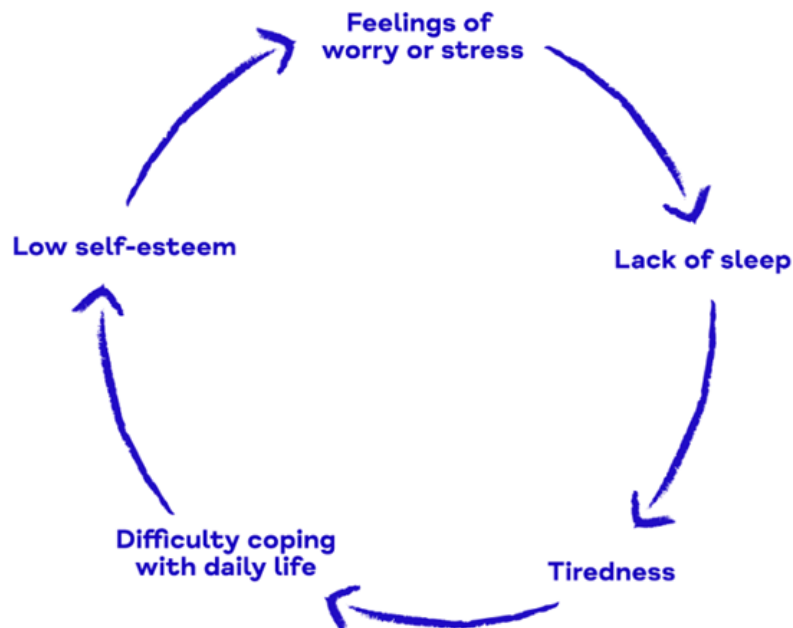 Feelings of
worry or stress
Lack of sleep
Tiredness
Difficulty coping
with daily life
Low self-esteem